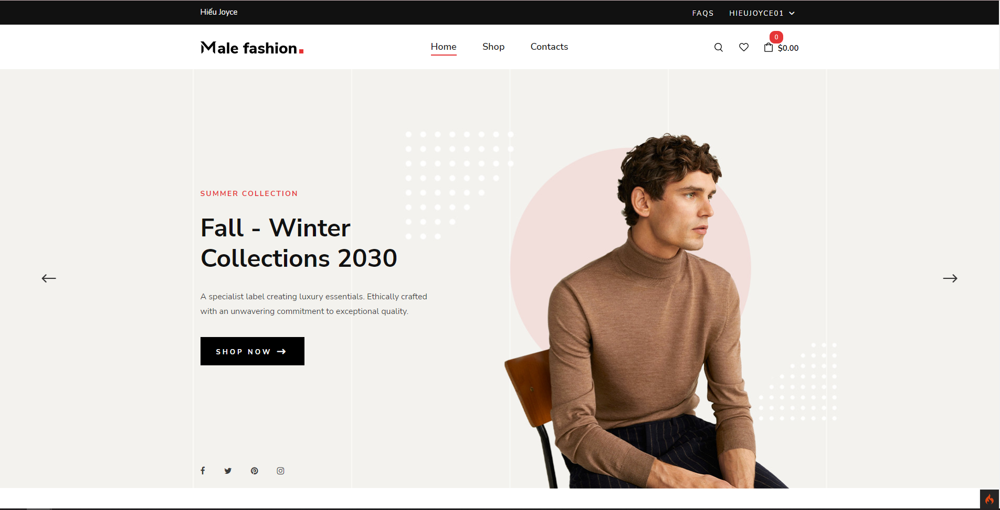 Hiếu Joyce
FAQS
HIEUJOYCE01
Male fashion.
Home
Shop
Contacts
0
$0.00
SUMMER COLLECTION
Fall - Winter
Collections 2030
A specialist label creating luxury essentials. Ethically crafted
with an unwavering commitment to exceptional quality.
SHOP NOW